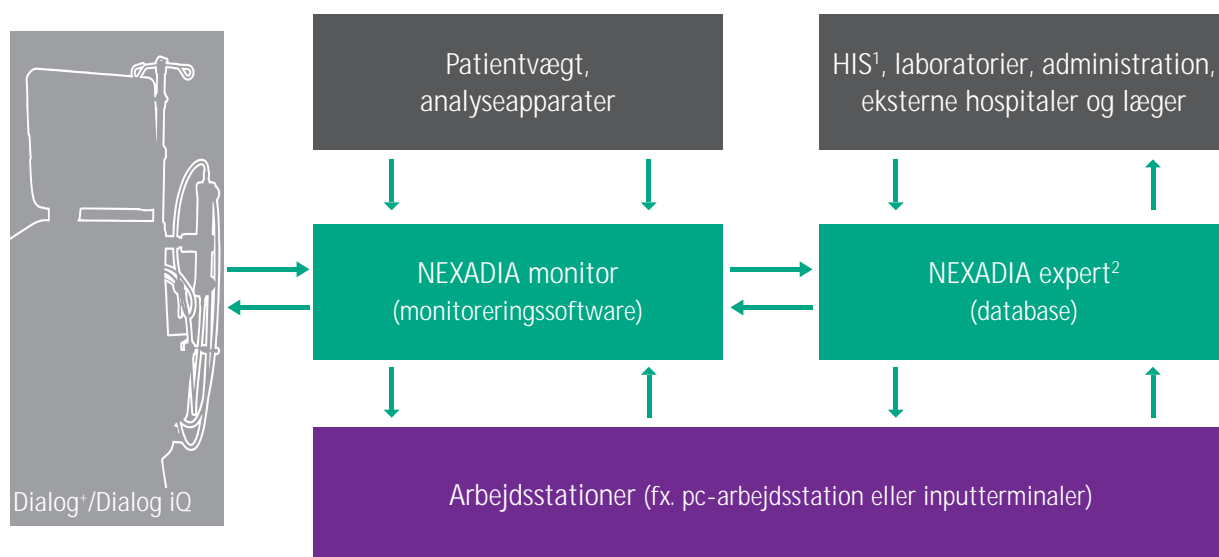 Patientvægt,
analyseapparater
HIS¹, laboratorier, administration,
eksterne hospitaler og læger
NEXADIA monitor
(monitoreringssoftware)
NEXADIA expert²
(database)
Dialog⁺/Dialog iQ
Arbejdsstationer (fx. pc-arbejdsstation eller inputterminaler)